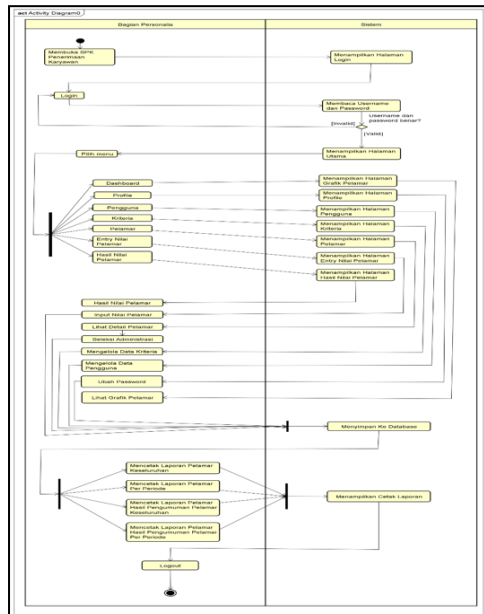 act Activity Diagram0
Bagian Personalia
Sistem
Membuka SPK
Penerimaan
Karyawan
Menampilkan Halaman
Login
Login
Membaca Username
dan Password
Username dan
password benar?
[Invalid]
[Valid]
Pilih menu
Menampilkan Halaman
Utama
Dashboard
Menampilkan Halaman
Grafik Pelamar
Profile
Menampilkan Halaman
Profile
Pengguna
Menampilkan Halaman
Pengguna
Kriteria
Menampilkan Halaman
Kriteria
Pelamar
Menampilkan Halaman
Pelamar
Entry Nilai
Pelamar
Menampilkan Halaman
Entry Nilai Pelamar
Hasil Nilai
Pelamar
Menampilkan Halaman
Hasil Nilai Pelamar
Hasil Nilai Pelamar
Input Nilai Pelamar
Lihat Detail Pelamar
Seleksi Administrasi
Mengelola Data Kriteria
Mengelola Data
Pengguna
Ubah Password
Lihat Grafik Pelamar
Menyimpan Ke Database
Mencetak Laporan Pelamar
Keseluruhan
Mencetak Laporan Pelamar
Per Periode
Mencetak Laporan Pelamar
Hasil Pengumuman Pelamar
Keseluruhan
Mencetak Laporan Pelamar
Hasil Pengumuman Pelamar
Per Periode
Menampilkan Cetak Laporan
Logout